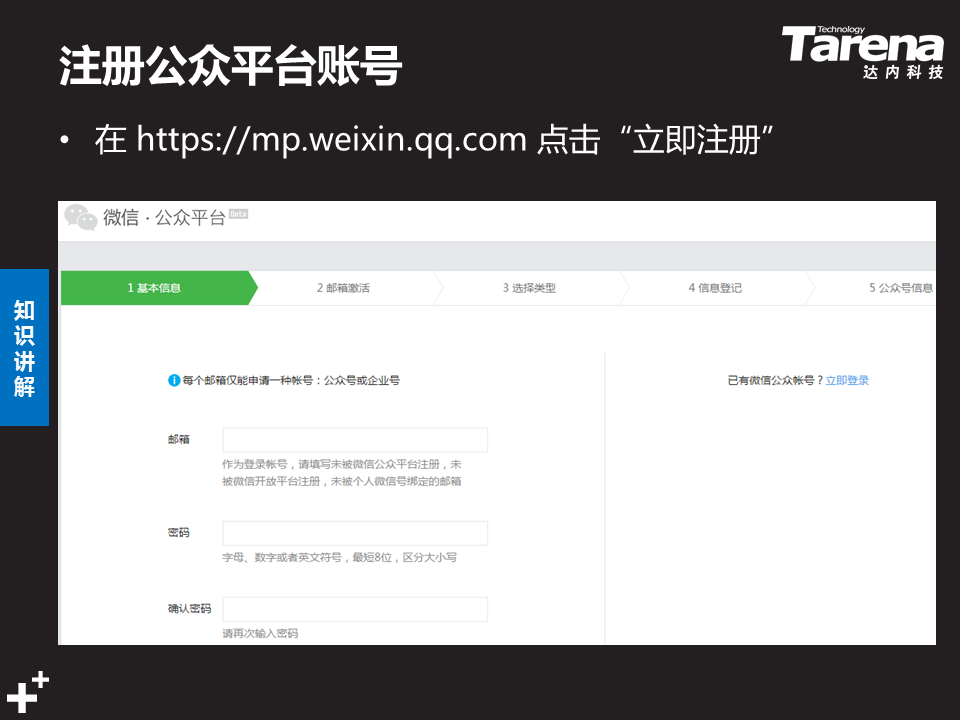 注册公众平台账号
Technology
Tarena
达内科技
• 在 https://mp.weixin.qq.com 点击“立即注册”
微信 · 公众平台 Beta
1 基本信息 2 邮箱激活 3 选择类型 4 信息登记 5 公众号信息
知识讲解
每个邮箱仅能申请一种帐号：公众号或企业号
已有微信公众帐号？立即登录
邮箱
作为登录帐号，请填写未被微信公众平台注册，未
被微信开放平台注册，未被个人微信号绑定的邮箱
密码
字母、数字或者英文符号，最短8位，区分大小写
确认密码
请再次输入密码